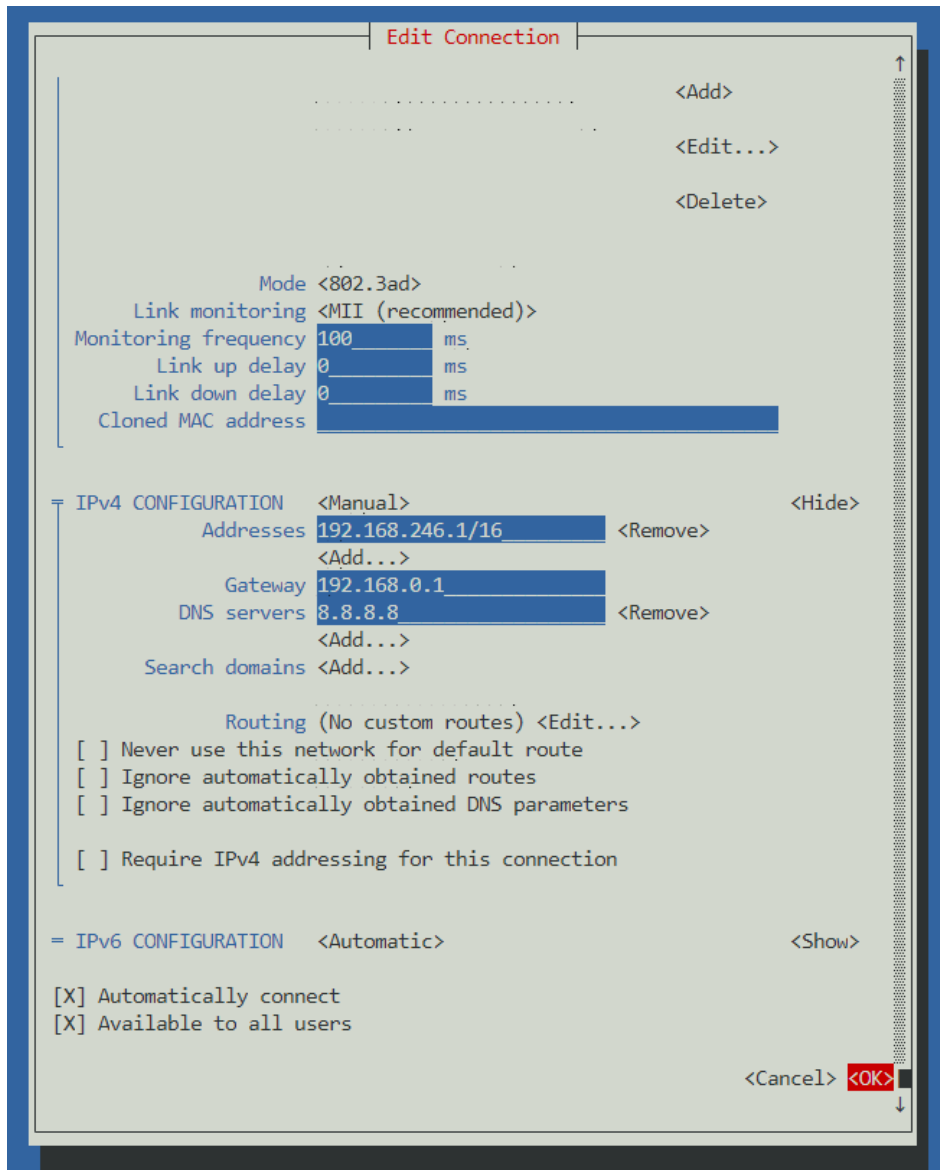 Edit Connection
<Add>
<Edit...>
<Delete>
Mode <802.3ad>
Link monitoring <MII (recommended)>
Monitoring frequency 100 ms
Link up delay 0 ms
Link down delay 0 ms
Cloned MAC address
IPv4 CONFIGURATION <Manual> <Hide>
Addresses 192.168.246.1/16 <Remove>
<Add...>
Gateway 192.168.0.1
DNS servers 8.8.8.8 <Remove>
<Add...>
Search domains <Add...>
Routing (No custom routes) <Edit...>
[ ] Never use this network for default route
[ ] Ignore automatically obtained routes
[ ] Ignore automatically obtained DNS parameters
[ ] Require IPv4 addressing for this connection
= IPv6 CONFIGURATION <Automatic> <Show>
[X] Automatically connect
[X] Available to all users
<Cancel> <OK>